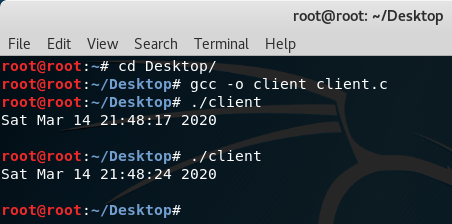 root@root: ~/Desktop
File Edit View Search Terminal Help
root@root:~# cd Desktop/
root@root:~/Desktop# gcc -o client client.c
root@root:~/Desktop# ./client
Sat Mar 14 21:48:17 2020
root@root:~/Desktop# ./client
Sat Mar 14 21:48:24 2020
root@root:~/Desktop#